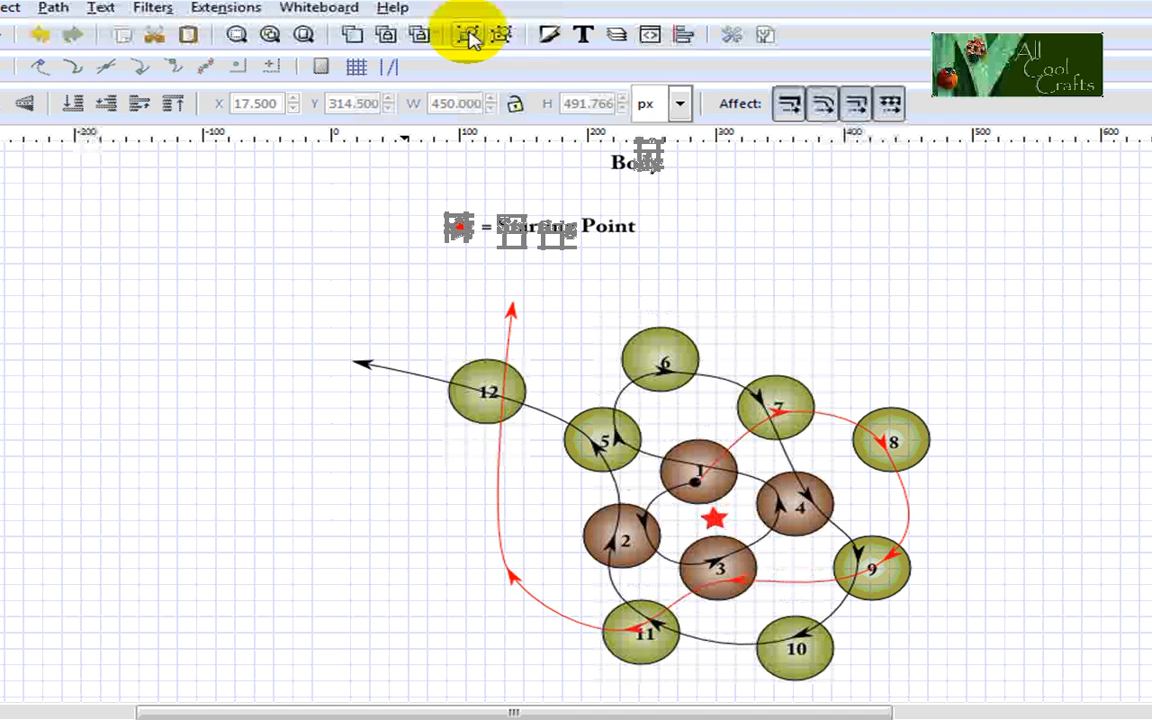 ect Path Text Filters Extensions Whiteboard Help
All
Cool
Crafts
X 17.500 Y 314.500 W 450.000 H 491.766 px Affect:
-200 -100 0 100 200 300 400 500 600
= Point
6
7
12
5
8
1
4
2
3
9
11
10